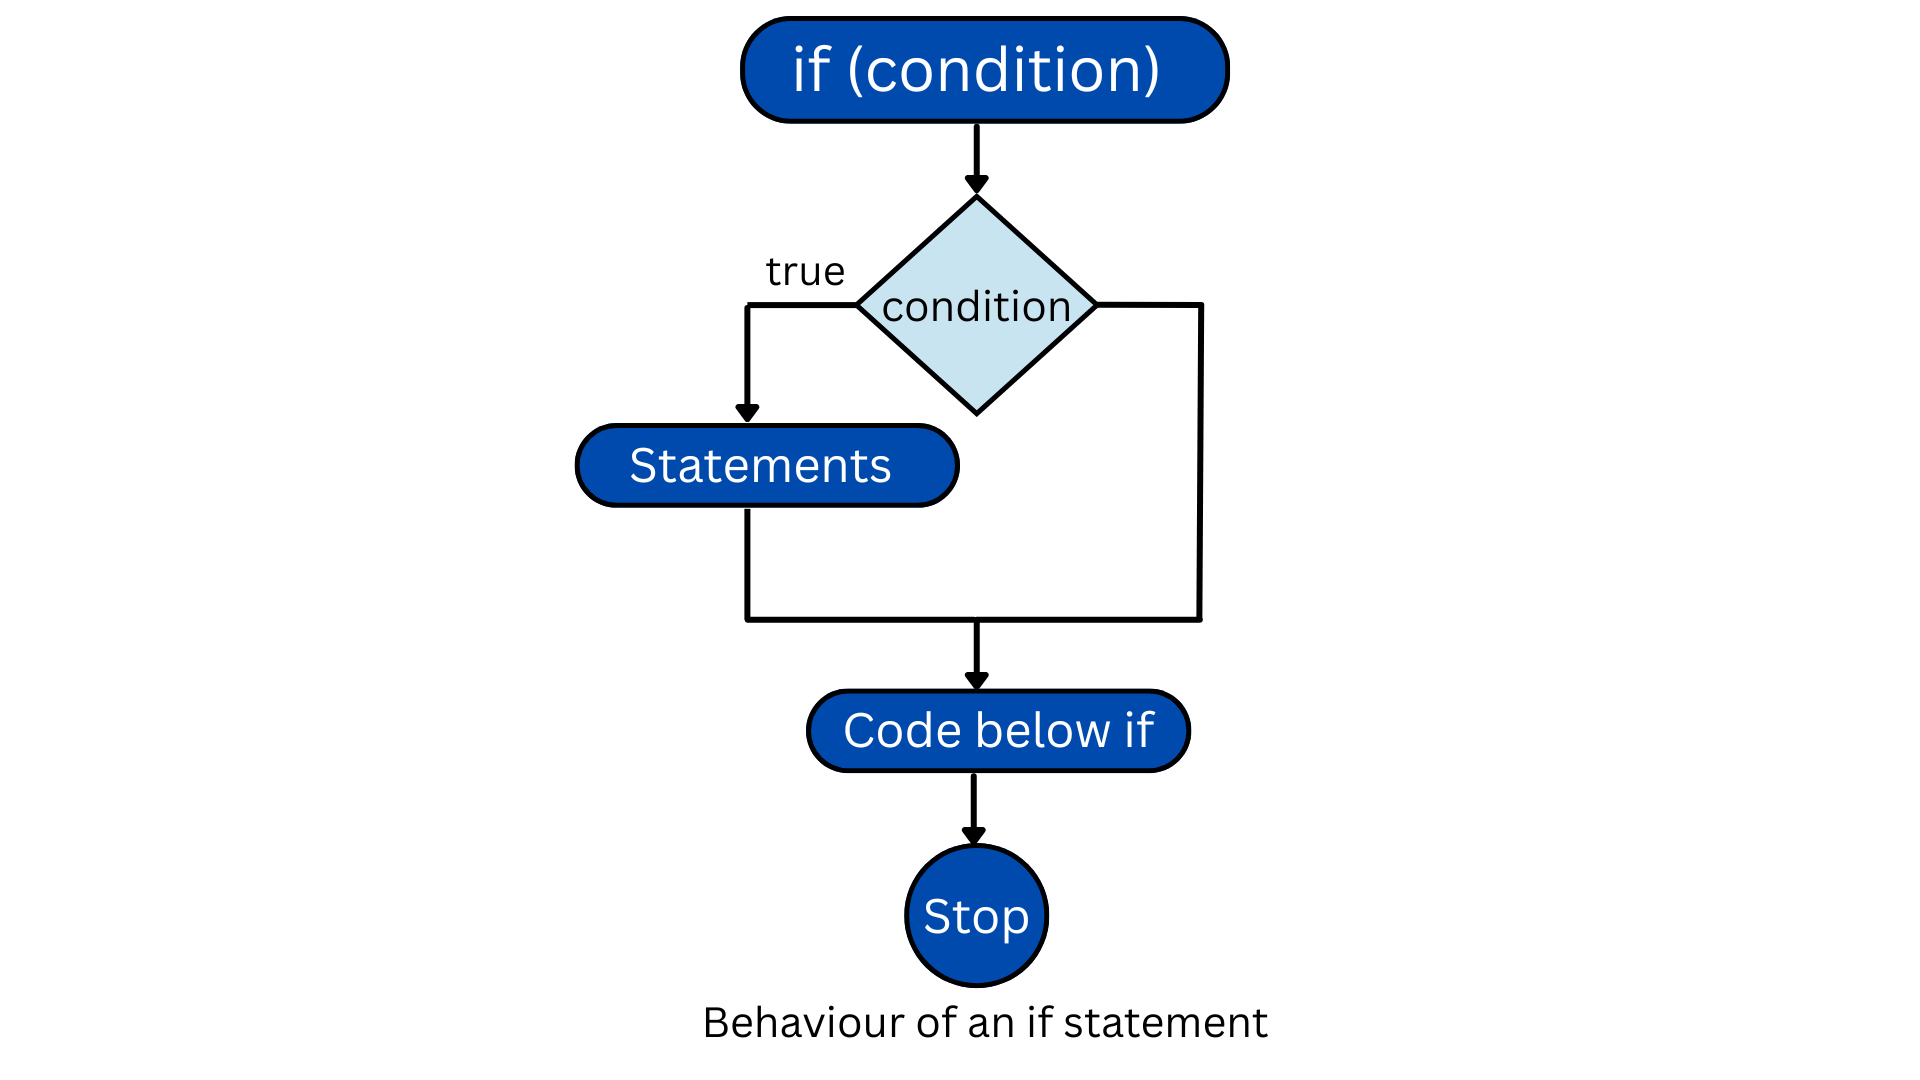 if (condition)
true
condition
Statements
Code below if
Stop
Behaviour of an if statement